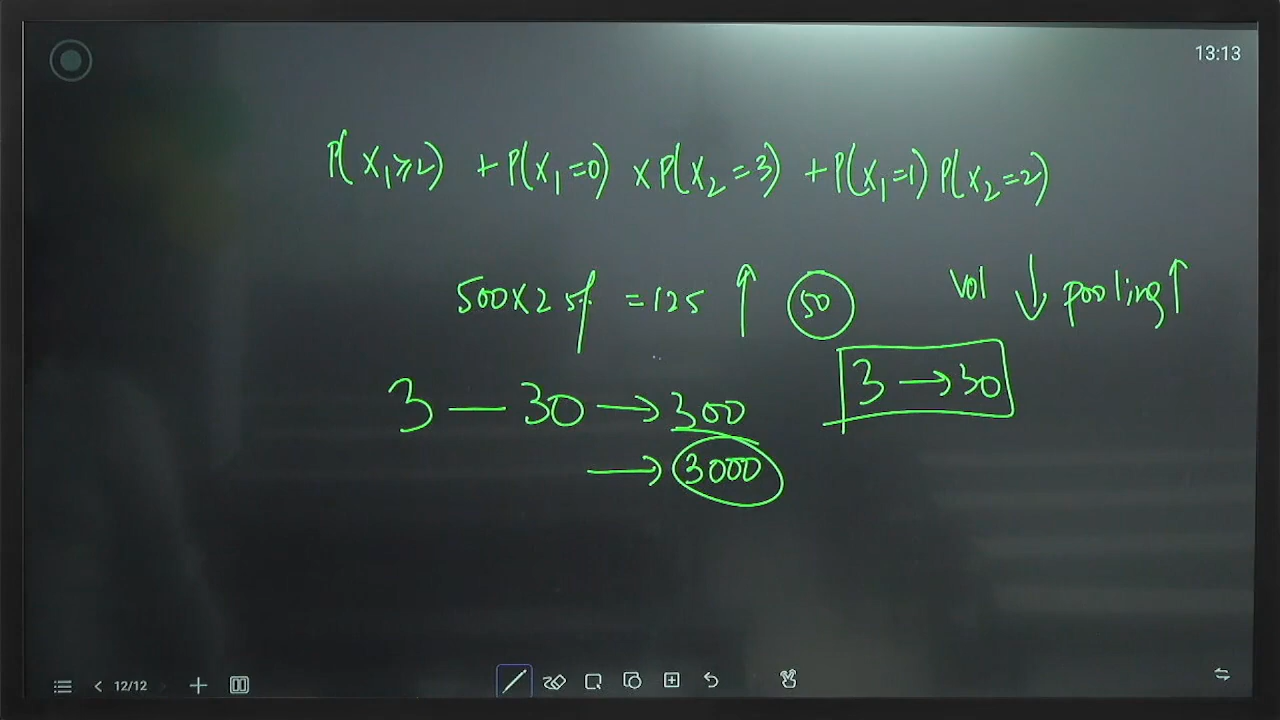 13:13
P(X₁≥2) + P(X₁=0) × P(X₂=3) + P(X₁=1) P(X₂=2)
500×25% = 125 ↑ 50 Vol ↓ pooling ↑
3 — 30 → 300 3 → 30
→ 3000
12/12